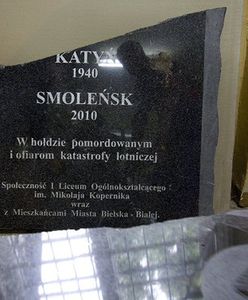 KATYŃ
1940
SMOLEŃSK
2010
W hołdzie pomordowanym
i ofiarom katastrofy lotniczej
Społeczność I Liceum Ogólnokształcącego
im. Mikołaja Kopernika
wraz
z Mieszkańcami Miasta Bielska - Białej.